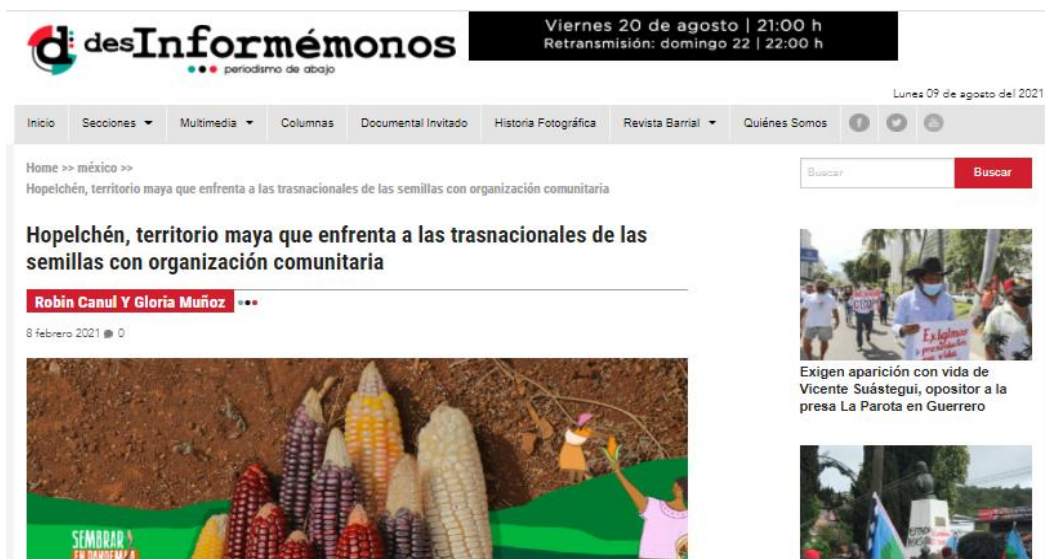 desInformémonos
periodismo de abajo
Viernes 20 de agosto | 21:00 h
Retransmisión: domingo 22 | 22:00 h
Lunes 09 de agosto del 2021
Inicio Secciones Multimedia Columnas Documental Invitado Historia Fotográfica Revista Barrial Quiénes Somos
Home >> méxico >>
Hopelchén, territorio maya que enfrenta a las trasnacionales de las semillas con organización comunitaria
Buscar Buscar
Hopelchén, territorio maya que enfrenta a las trasnacionales de las
semillas con organización comunitaria
Robin Canul Y Gloria Muñoz
8 febrero 2021 0
SEMBRAR
EN PANDEMIA
Exigimos
Exigen aparición con vida de
Vicente Suástegui, opositor a la
presa La Parota en Guerrero